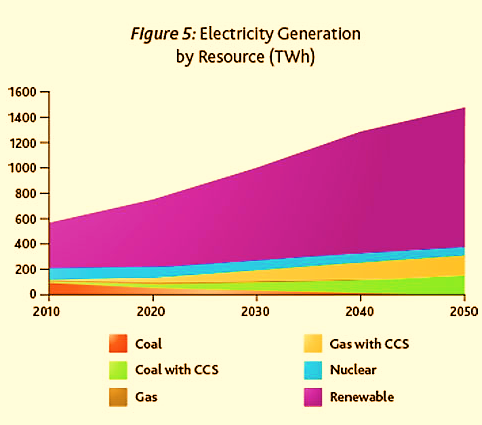 Figure 5: Electricity Generation
by Resource (TWh)
1600
1400
1200
1000
800
600
400
200
0
2010 2020 2030 2040 2050
Coal Gas with CCS
Coal with CCS Nuclear
Gas Renewable